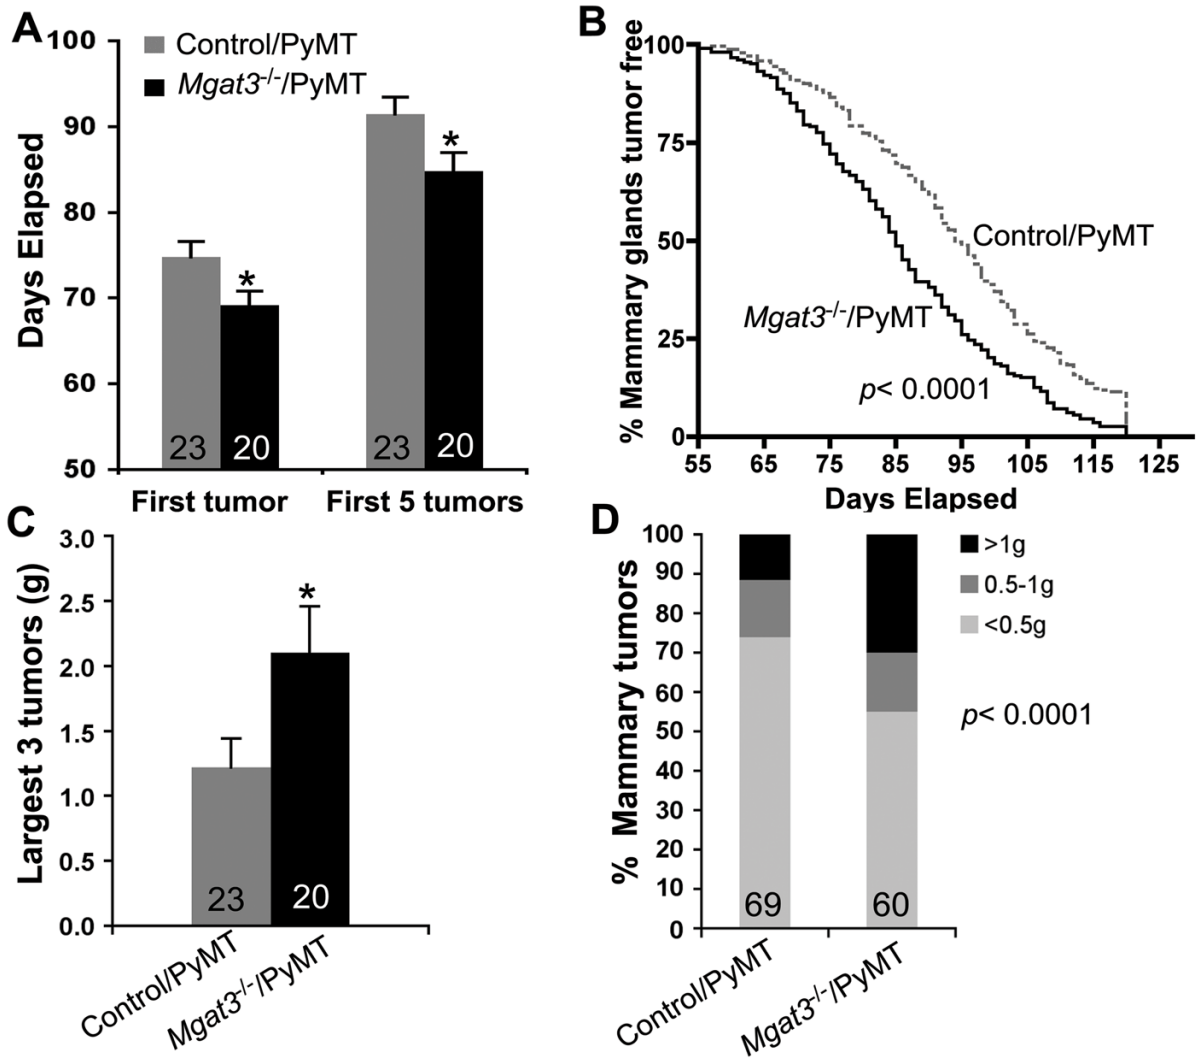 A
100
90
80
70
60
50
Days Elapsed
Control/PyMT
Mgat3-/-/PyMT
*
*
23
20
23
20
First tumor
First 5 tumors
B
100
75
50
25
0
% Mammary glands tumor free
Control/PyMT
Mgat3-/-/PyMT
p< 0.0001
55 65 75 85 95 105 115 125
Days Elapsed
C
3.0
2.5
2.0
1.5
1.0
0.5
0.0
Largest 3 tumors (g)
*
23
20
Control/PyMT
Mgat3-/-/PyMT
D
100
90
80
70
60
50
40
30
20
10
0
% Mammary tumors
>1g
0.5-1g
<0.5g
p< 0.0001
69
60
Control/PyMT
Mgat3-/-/PyMT